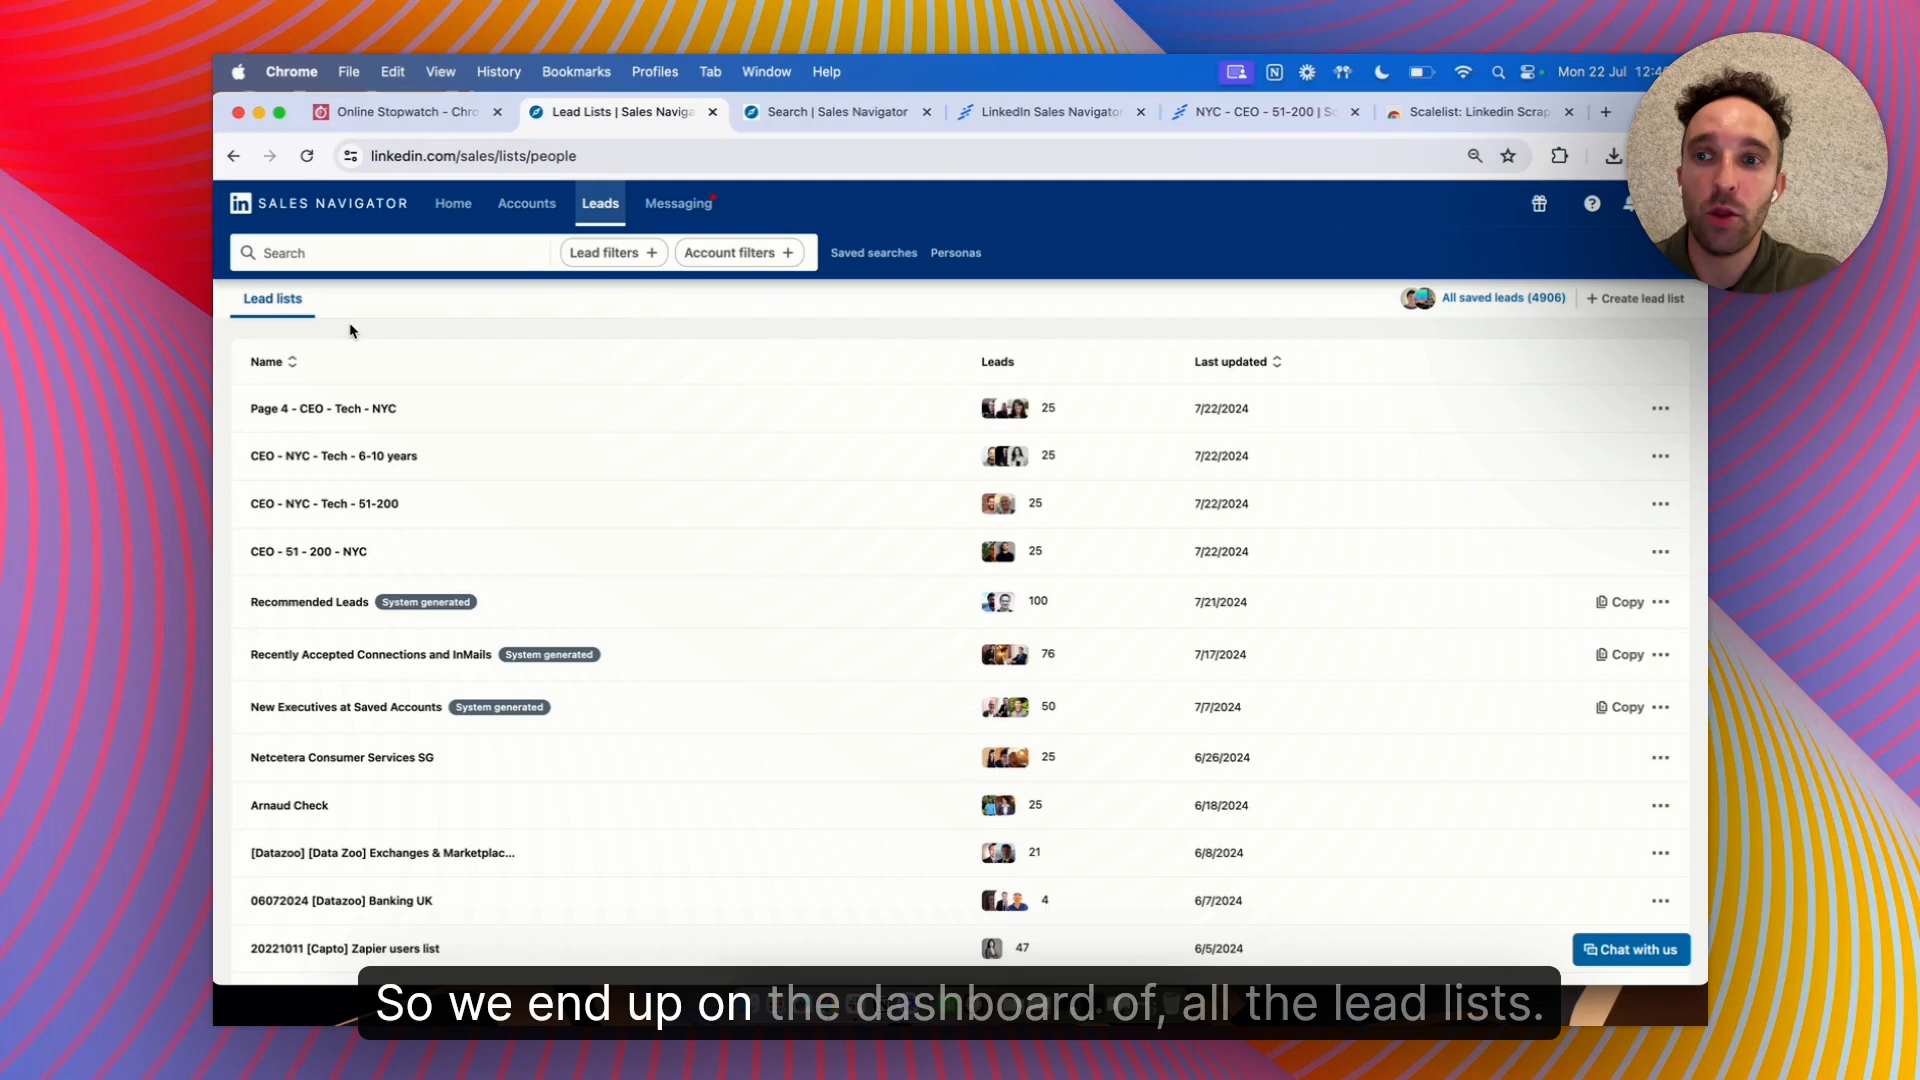 Chrome File Edit View History Bookmarks Profiles Tab Window Help Mon 22 Jul 12:4
Online Stopwatch - Chro Lead Lists | Sales Naviga Search | Sales Navigator LinkedIn Sales Navigator NYC - CEO - 51-200 | Sc Scalelist: Linkedin Scrap
linkedin.com/sales/lists/people
in SALES NAVIGATOR Home Accounts Leads Messaging
Search Lead filters + Account filters + Saved searches Personas
Lead lists All saved leads (4906) + Create lead list
Name Leads Last updated
Page 4 - CEO - Tech - NYC 25 7/22/2024
CEO - NYC - Tech - 6-10 years 25 7/22/2024
CEO - NYC - Tech - 51-200 25 7/22/2024
CEO - 51 - 200 - NYC 25 7/22/2024
Recommended Leads System generated 100 7/21/2024 Copy
Recently Accepted Connections and InMails System generated 76 7/17/2024 Copy
New Executives at Saved Accounts System generated 50 7/7/2024 Copy
Netcetera Consumer Services SG 25 6/26/2024
Arnaud Check 25 6/18/2024
[Datazoo] [Data Zoo] Exchanges & Marketplac... 21 6/8/2024
06072024 [Datazoo] Banking UK 4 6/7/2024
20221011 [Capto] Zapier users list 47 6/5/2024
Chat with us
So we end up on the dashboard of, all the lead lists.